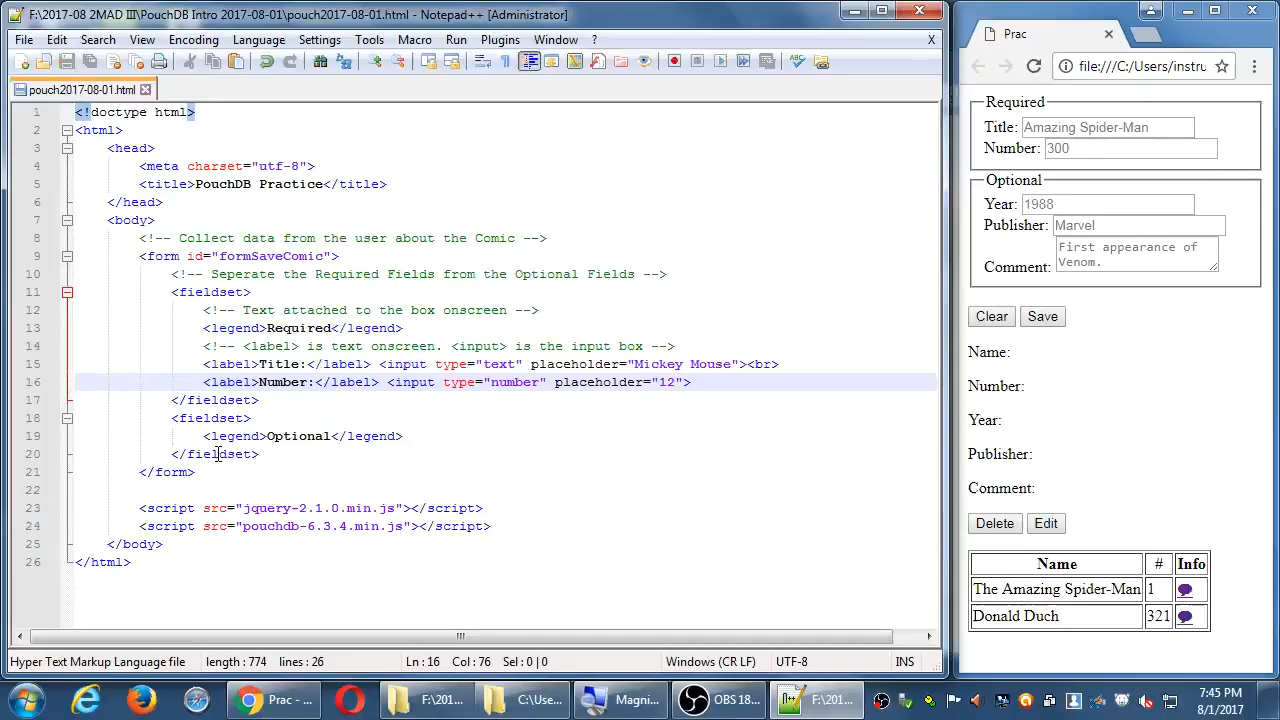 F:\2017-08 2MAD III\PouchDB Intro 2017-08-01\pouch2017-08-01.html - Notepad++ [Administrator]
File Edit Search View Encoding Language Settings Tools Macro Run Plugins Window ? X
pouch2017-08-01.html
1 <!doctype html>
2 <html>
3 <head>
4 <meta charset="utf-8">
5 <title>PouchDB Practice</title>
6 </head>
7 <body>
8 <!-- Collect data from the user about the Comic -->
9 <form id="formSaveComic">
10 <!-- Seperate the Required Fields from the Optional Fields -->
11 <fieldset>
12 <!-- Text attached to the box onscreen -->
13 <legend>Required</legend>
14 <!-- <label> is text onscreen. <input> is the input box -->
15 <label>Title:</label> <input type="text" placeholder="Mickey Mouse"><br>
16 <label>Number:</label> <input type="number" placeholder="12">
17 </fieldset>
18 <fieldset>
19 <legend>Optional</legend>
20 </fieldset>
21 </form>
22
23 <script src="jquery-2.1.0.min.js"></script>
24 <script src="pouchdb-6.3.4.min.js"></script>
25 </body>
26 </html>
Hyper Text Markup Language file length : 774 lines : 26 Ln : 16 Col : 76 Sel : 0 | 0 Windows (CR LF) UTF-8 INS
Prac
file:///C:/Users/instru
Required
Title: Amazing Spider-Man
Number: 300
Optional
Year: 1988
Publisher: Marvel
First appearance of
Comment: Venom.
Clear Save
Name:
Number:
Year:
Publisher:
Comment:
Delete Edit
Name # Info
The Amazing Spider-Man 1
Donald Duch 321
Prac - ... F:\201... C:\Use... Magni... OBS 18... F:\201...
7:45 PM
8/1/2017